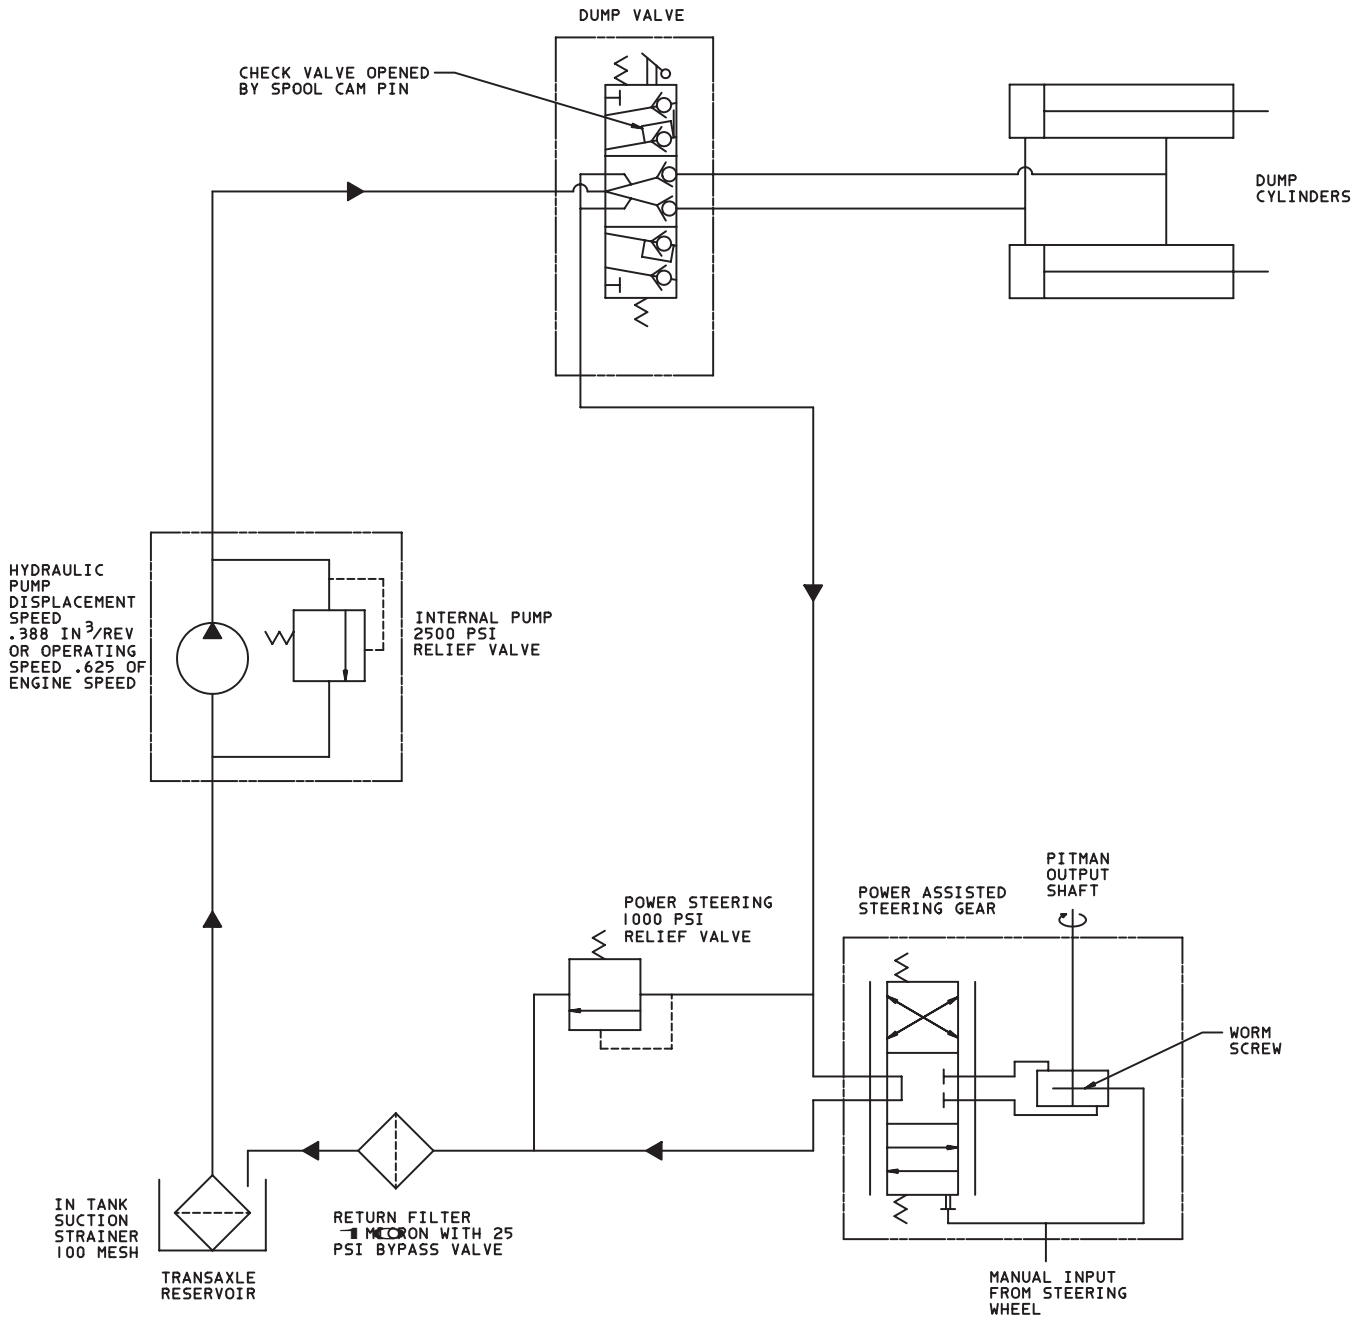 DUMP VALVE
CHECK VALVE OPENED
BY SPOOL CAM PIN
DUMP
CYLINDERS
HYDRAULIC
PUMP
DISPLACEMENT
SPEED
.388 IN³/REV
OR OPERATING
SPEED .625 OF
ENGINE SPEED
INTERNAL PUMP
2500 PSI
RELIEF VALVE
PITMAN
OUTPUT
SHAFT
POWER ASSISTED
STEERING GEAR
POWER STEERING
1000 PSI
RELIEF VALVE
WORM
SCREW
IN TANK
SUCTION
STRAINER
100 MESH
RETURN FILTER
MICRON WITH 25
PSI BYPASS VALVE
TRANSAXLE
RESERVOIR
MANUAL INPUT
FROM STEERING
WHEEL